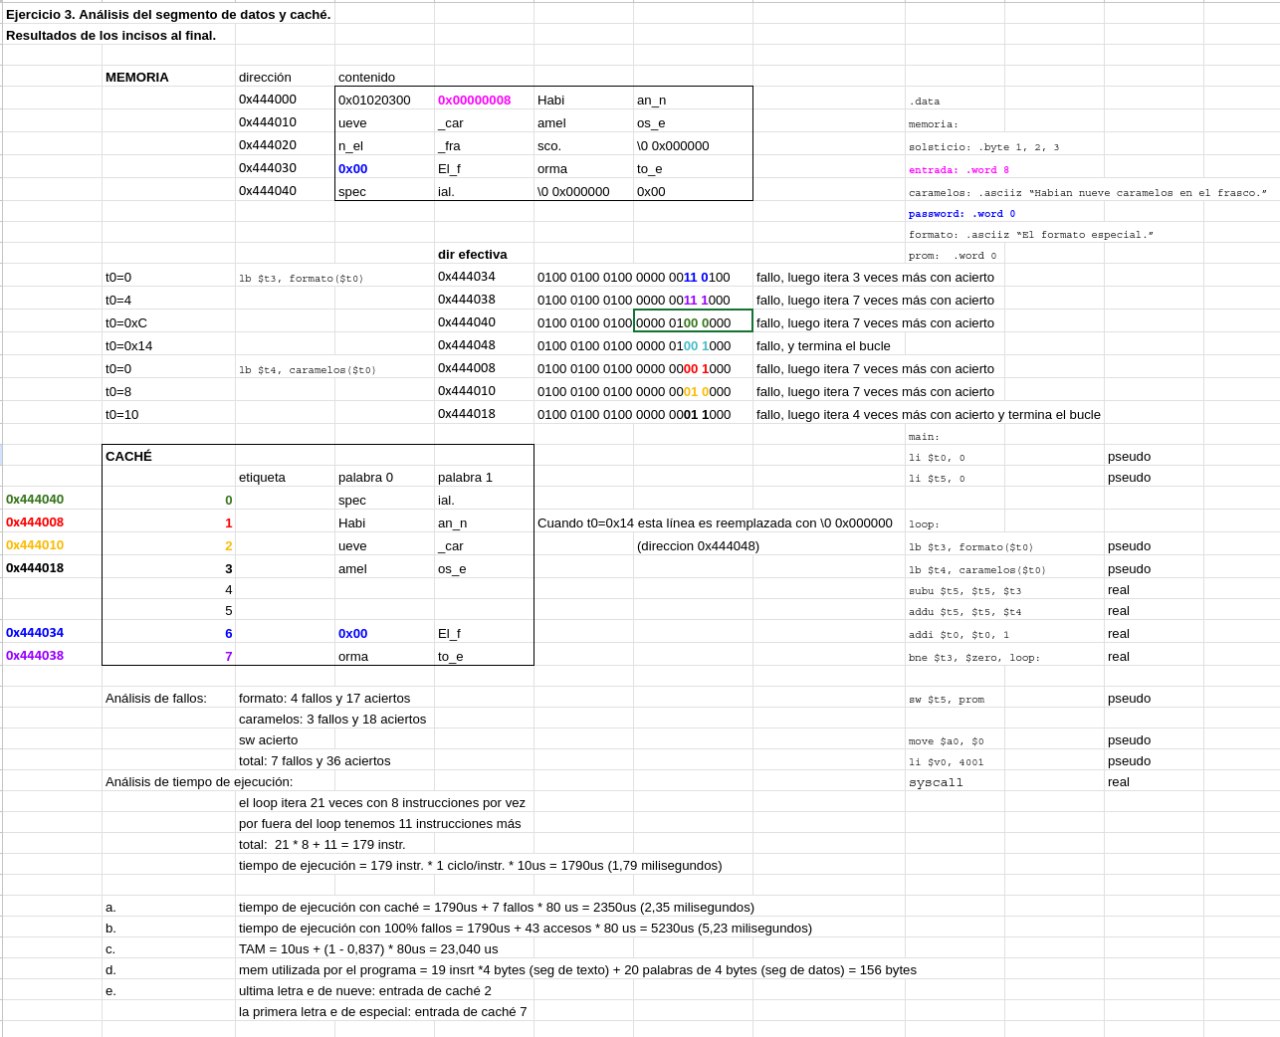 Ejercicio 3. Análisis del segmento de datos y caché.
Resultados de los incisos al final.
MEMORIA dirección contenido
0x444000 0x01020300 0x00000008 Habi an_n .data
0x444010 ueve _car amel os_e memoria:
0x444020 n_el _fra sco. \0 0x000000 solsticio: .byte 1, 2, 3
0x444030 0x00 El_f orma to_e entrada: .word 8
0x444040 spec ial. \0 0x000000 0x00 caramelos: .asciiz “Habian nueve caramelos en el frasco.”
password: .word 0
formato: .asciiz “El formato especial.”
dir efectiva prom: .word 0
t0=0 lb $t3, formato($t0) 0x444034 0100 0100 0100 0000 0011 0100 fallo, luego itera 3 veces más con acierto
t0=4 0x444038 0100 0100 0100 0000 0011 1000 fallo, luego itera 7 veces más con acierto
t0=0xC 0x444040 0100 0100 0100 0000 0100 0000 fallo, luego itera 7 veces más con acierto
t0=0x14 0x444048 0100 0100 0100 0000 0100 1000 fallo, y termina el bucle
t0=0 lb $t4, caramelos($t0) 0x444008 0100 0100 0100 0000 0000 1000 fallo, luego itera 7 veces más con acierto
t0=8 0x444010 0100 0100 0100 0000 0001 0000 fallo, luego itera 7 veces más con acierto
t0=10 0x444018 0100 0100 0100 0000 0001 1000 fallo, luego itera 4 veces más con acierto y termina el bucle
main:
CACHÉ li $t0, 0 pseudo
etiqueta palabra 0 palabra 1 li $t5, 0 pseudo
0x444040 0 spec ial.
0x444008 1 Habi an_n Cuando t0=0x14 esta línea es reemplazada con \0 0x000000 loop:
0x444010 2 ueve _car (direccion 0x444048) lb $t3, formato($t0) pseudo
0x444018 3 amel os_e lb $t4, caramelos($t0) pseudo
4 subu $t5, $t5, $t3 real
5 addu $t5, $t5, $t4 real
0x444034 6 0x00 El_f addi $t0, $t0, 1 real
0x444038 7 orma to_e bne $t3, $zero, loop: real
Análisis de fallos: formato: 4 fallos y 17 aciertos sw $t5, prom pseudo
caramelos: 3 fallos y 18 aciertos
sw acierto move $a0, $0 pseudo
total: 7 fallos y 36 aciertos li $v0, 4001 pseudo
Análisis de tiempo de ejecución: syscall real
el loop itera 21 veces con 8 instrucciones por vez
por fuera del loop tenemos 11 instrucciones más
total: 21 * 8 + 11 = 179 instr.
tiempo de ejecución = 179 instr. * 1 ciclo/instr. * 10us = 1790us (1,79 milisegundos)
a. tiempo de ejecución con caché = 1790us + 7 fallos * 80 us = 2350us (2,35 milisegundos)
b. tiempo de ejecución con 100% fallos = 1790us + 43 accesos * 80 us = 5230us (5,23 milisegundos)
c. TAM = 10us + (1 - 0,837) * 80us = 23,040 us
d. mem utilizada por el programa = 19 insrt *4 bytes (seg de texto) + 20 palabras de 4 bytes (seg de datos) = 156 bytes
e. ultima letra e de nueve: entrada de caché 2
la primera letra e de especial: entrada de caché 7